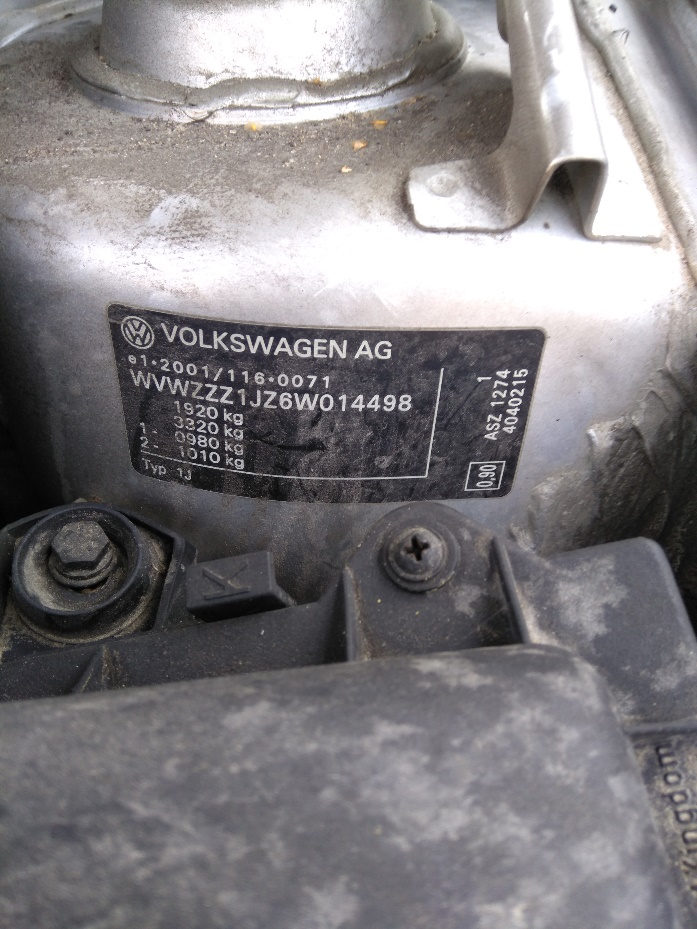 VOLKSWAGEN AG
e1*2001/116*0071
WVWZZZ1JZ6W014498
1920 kg
3320 kg
1- 0980 kg
2- 1010 kg
Typ 1J
1
ASZ 1274
4040215
0,90
Kingdom